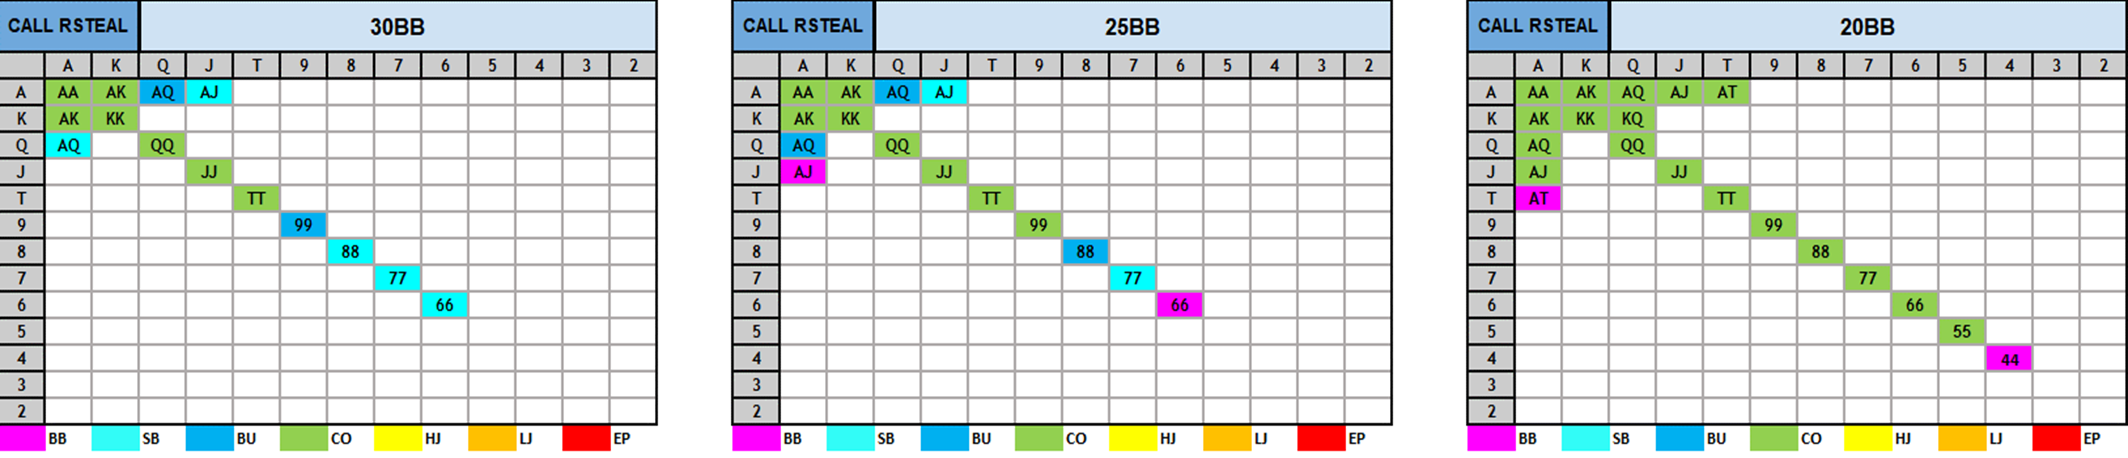 CALL RSTEAL 30BB CALL RSTEAL 25BB CALL RSTEAL 20BB
A K Q J T 9 8 7 6 5 4 3 2 A K Q J T 9 8 7 6 5 4 3 2 A K Q J T 9 8 7 6 5 4 3 2
A AA AK AQ AJ A AA AK AQ AJ A AA AK AQ AJ AT
K AK KK K AK KK K AK KK KQ
Q AQ QQ Q AQ QQ Q AQ QQ
J JJ J AJ JJ J AJ JJ
T TT T TT T AT TT
9 99 9 99 9 99
8 88 8 88 8 88
7 77 7 77 7 77
6 66 6 66 6 66
5 5 5 55
4 4 4 44
3 3 3
2 2 2
BB SB BU CO HJ LJ EP BB SB BU CO HJ LJ EP BB SB BU CO HJ LJ EP